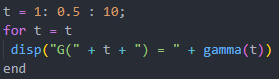 t = 1: 0.5 : 10;
for t = t
disp("G(" + t + ") = " + gamma(t))
end